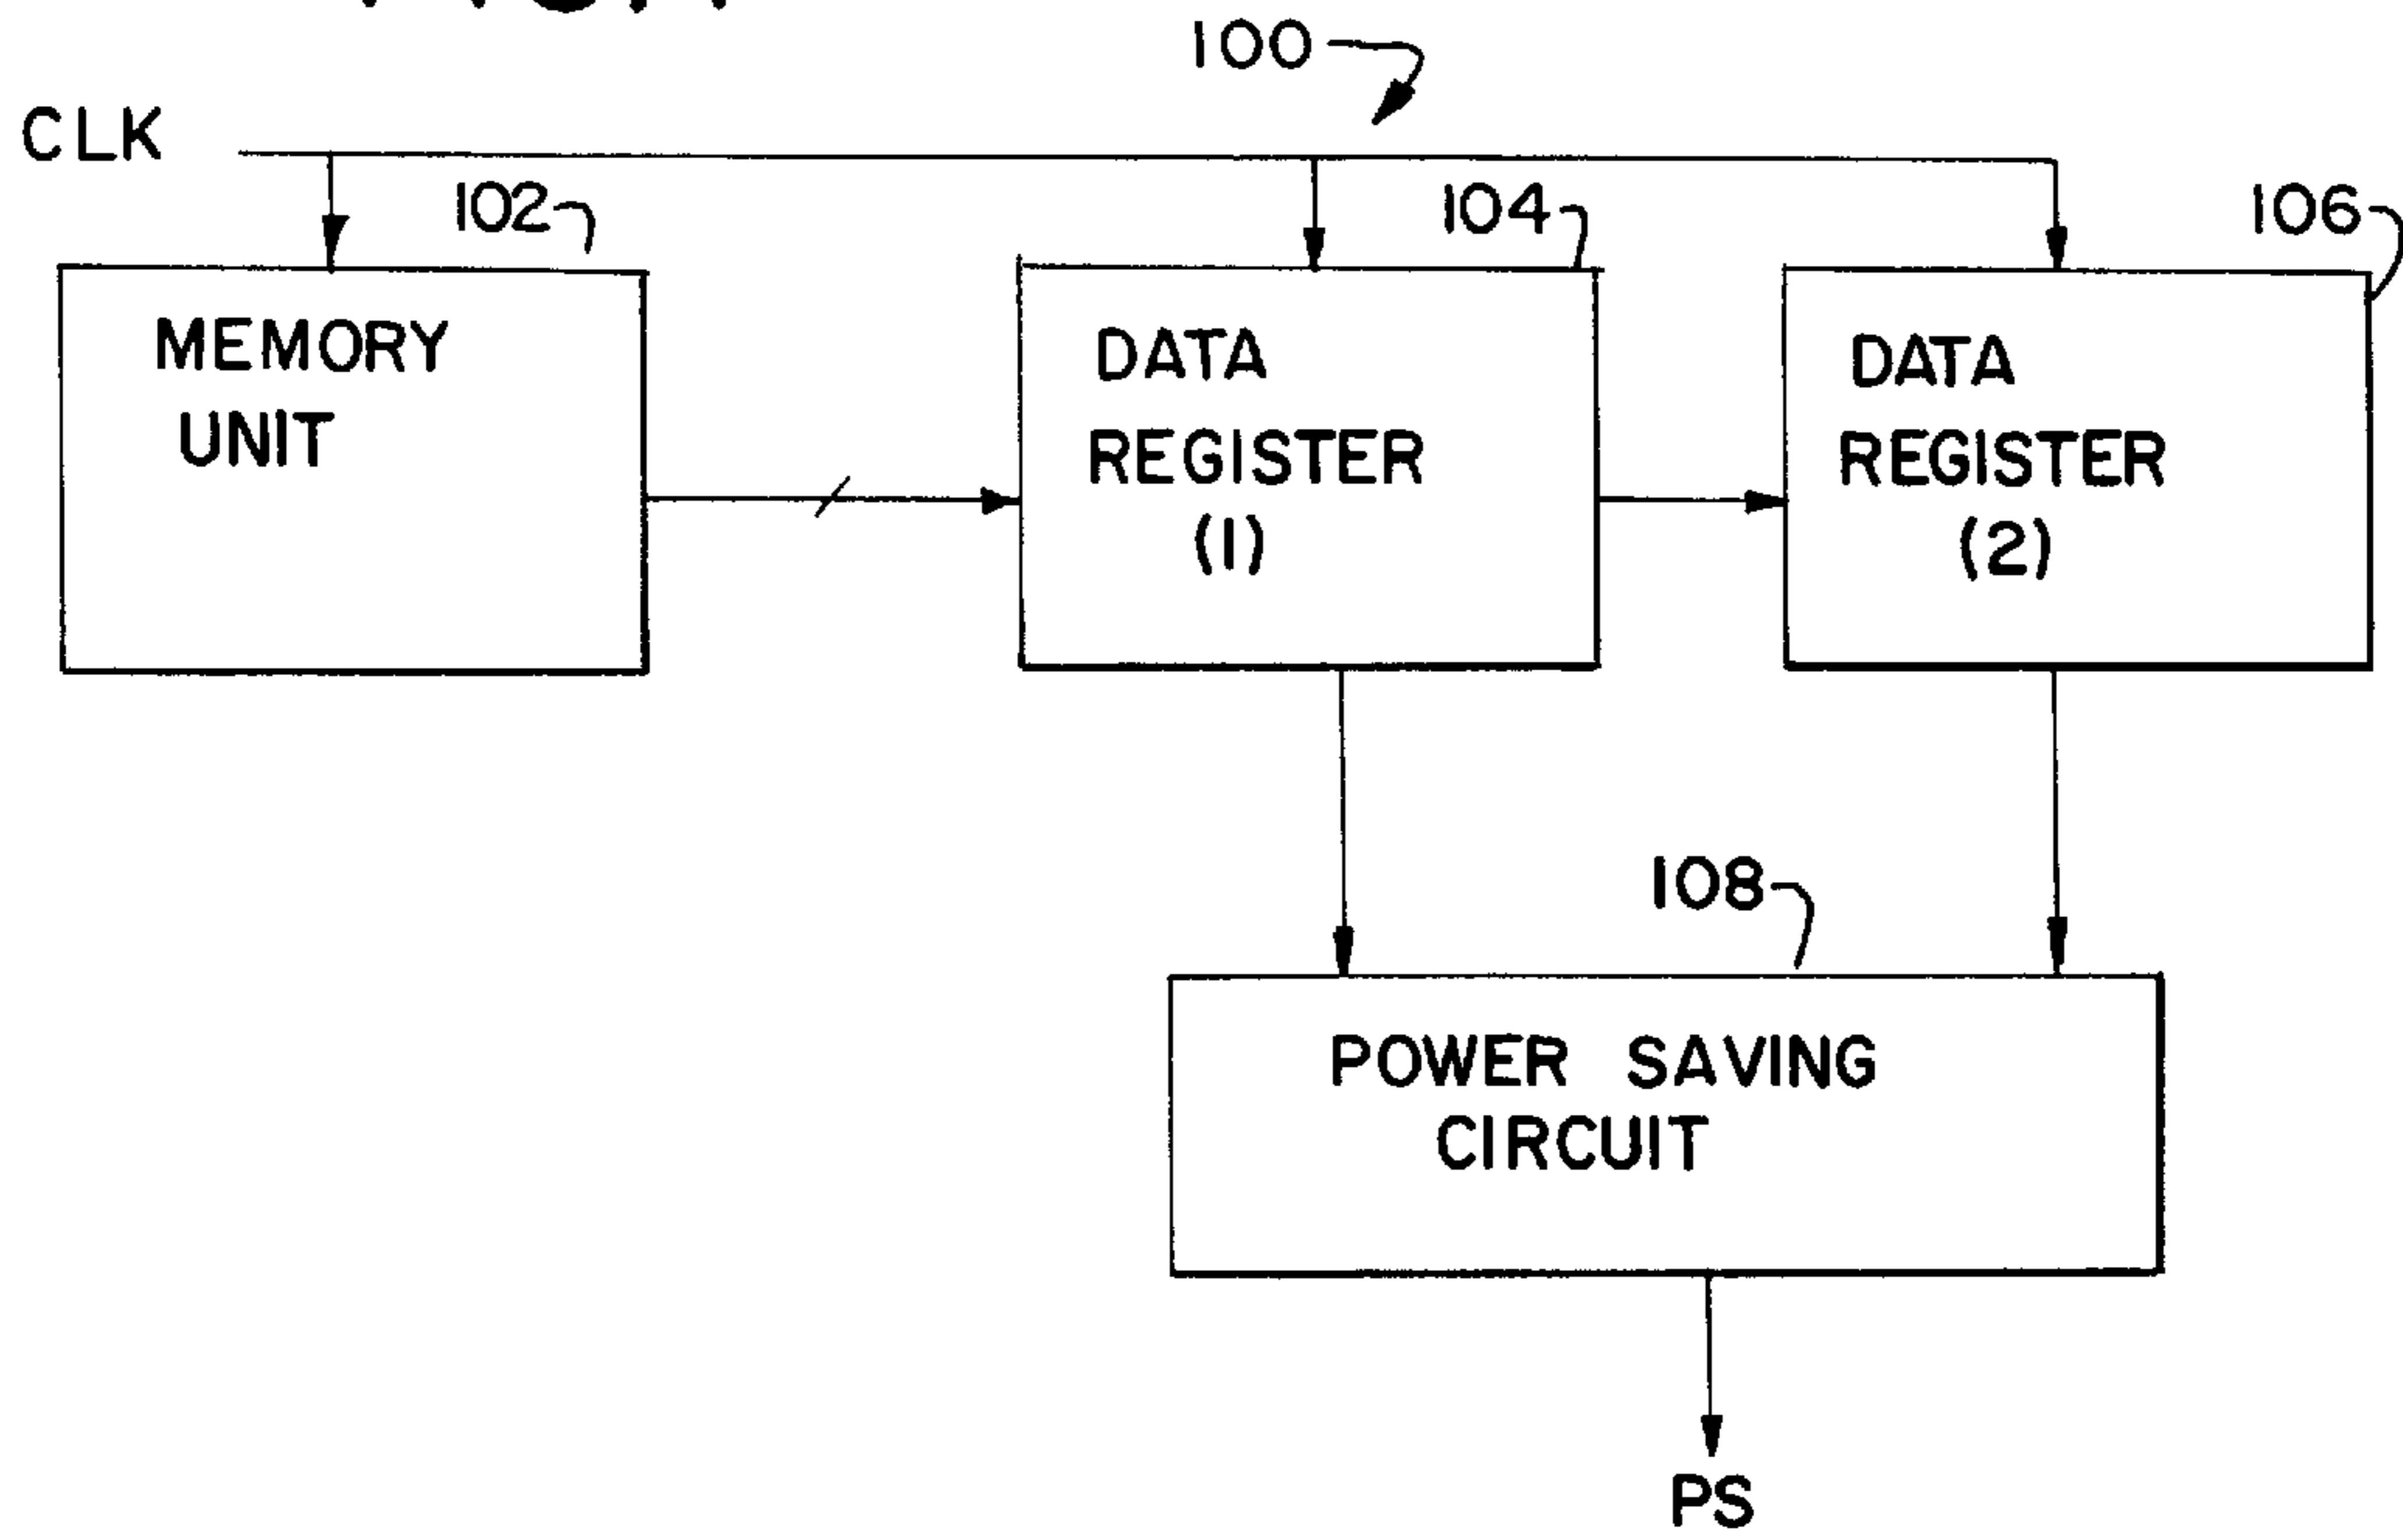 100
CLK
102
104
106
MEMORY
UNIT
DATA
REGISTER
(1)
DATA
REGISTER
(2)
108
POWER SAVING
CIRCUIT
PS